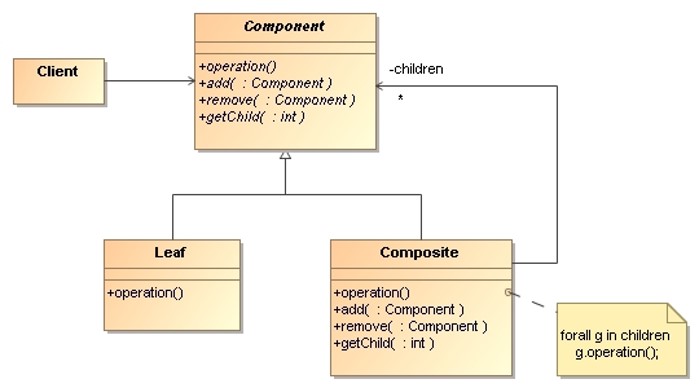 Component
+operation()
+add( : Component )
+remove( : Component )
+getChild( : int )
Client
-children
*
Leaf
+operation()
Composite
+operation()
+add( : Component )
+remove( : Component )
+getChild( : int )
forall g in children
g.operation();